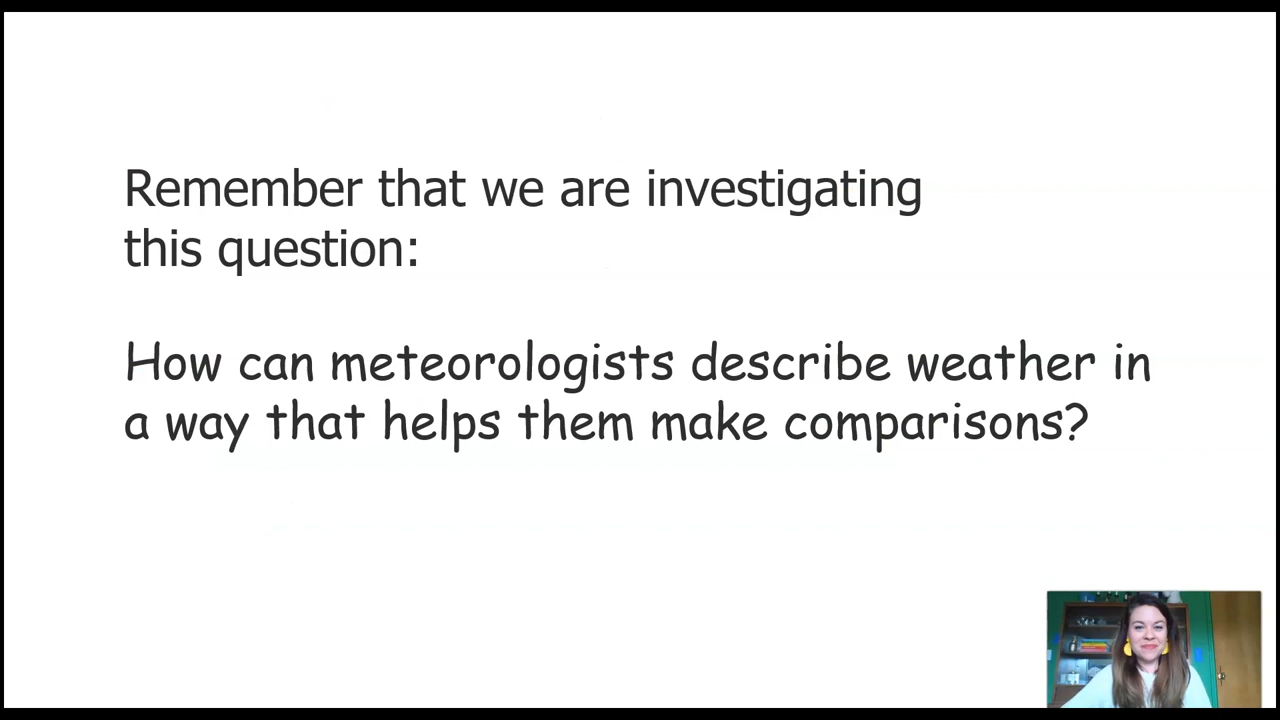 Remember that we are investigating
this question:
How can meteorologists describe weather in
a way that helps them make comparisons?